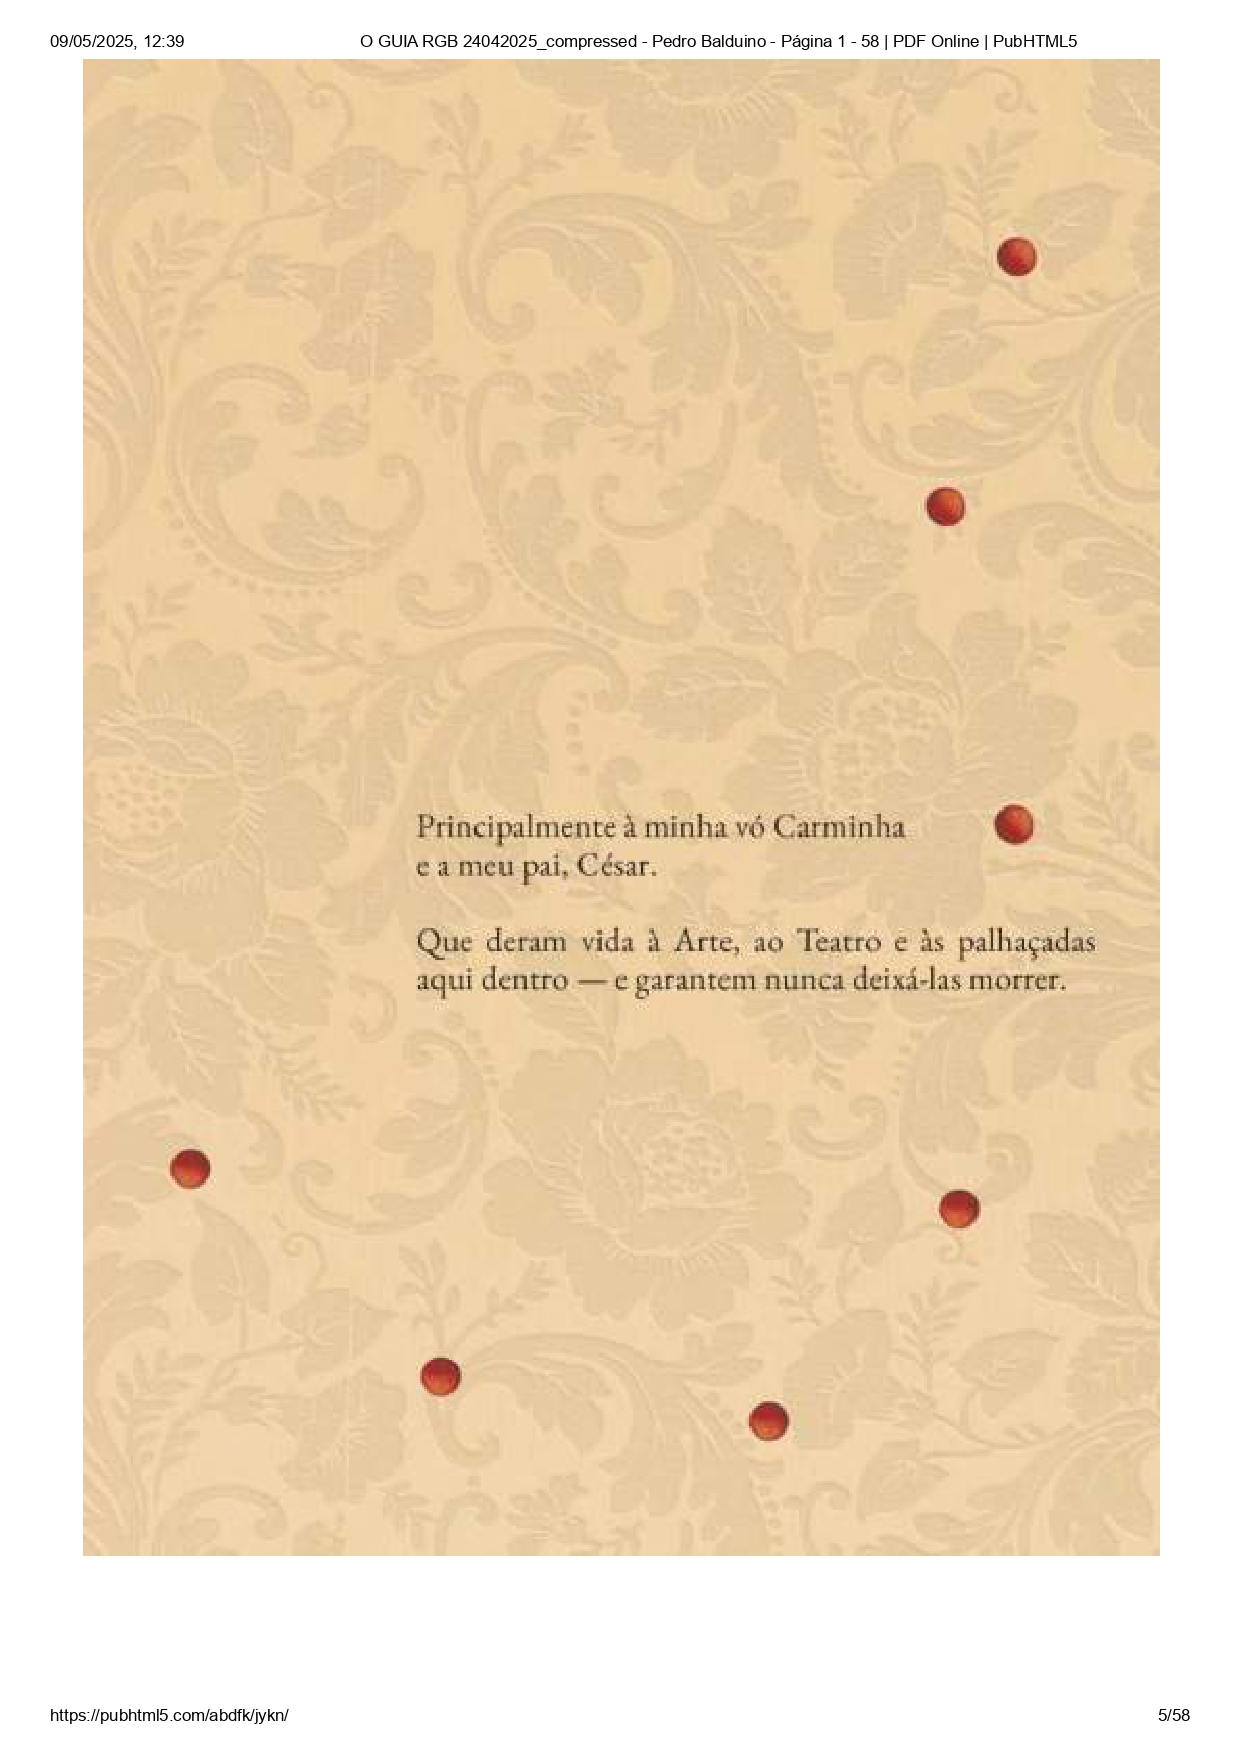 09/05/2025, 12:39 O GUIA RGB 24042025_compressed - Pedro Balduino - Página 1 - 58 | PDF Online | PubHTML5
Principalmente à minha vó Carminha
e a meu pai, César.
Que deram vida à Arte, ao Teatro e às palhaçadas
aqui dentro — e garantem nunca deixá-las morrer.
https://pubhtml5.com/abdfk/jykn/ 5/58